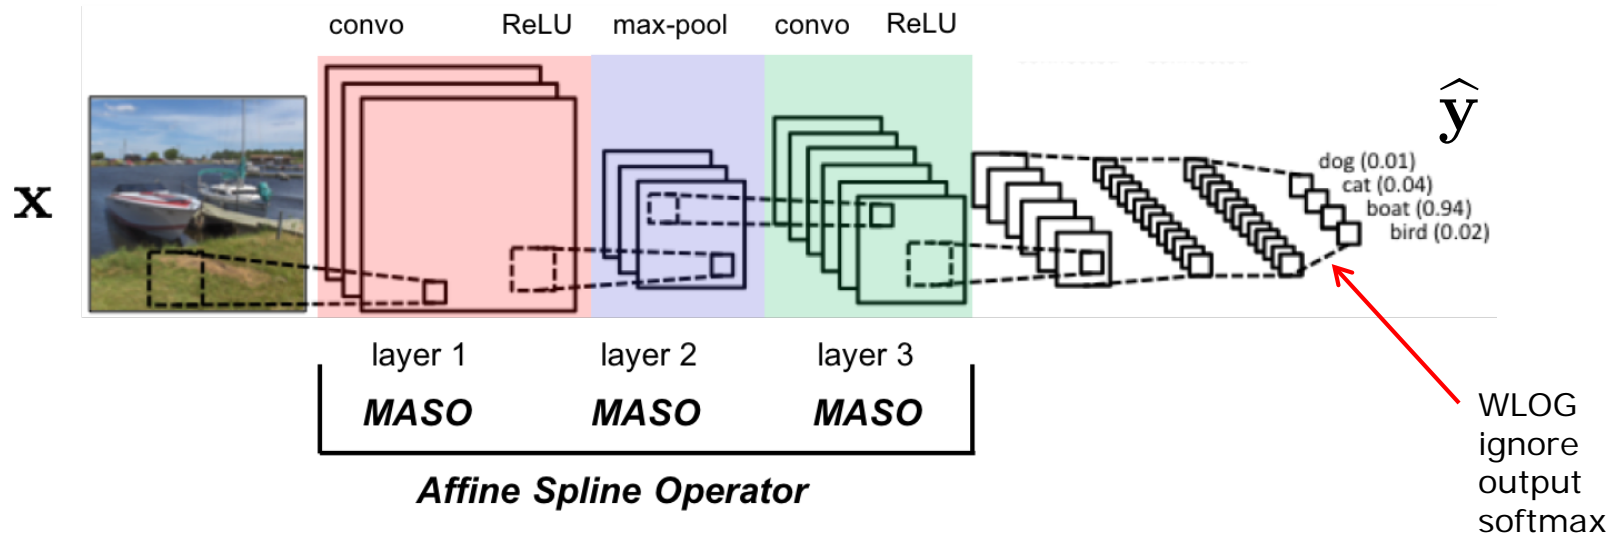 convo ReLU max-pool convo ReLU
x
ŷ
dog (0.01)
cat (0.04)
boat (0.94)
bird (0.02)
layer 1 layer 2 layer 3
MASO MASO MASO
Affine Spline Operator
WLOG
ignore
output
softmax